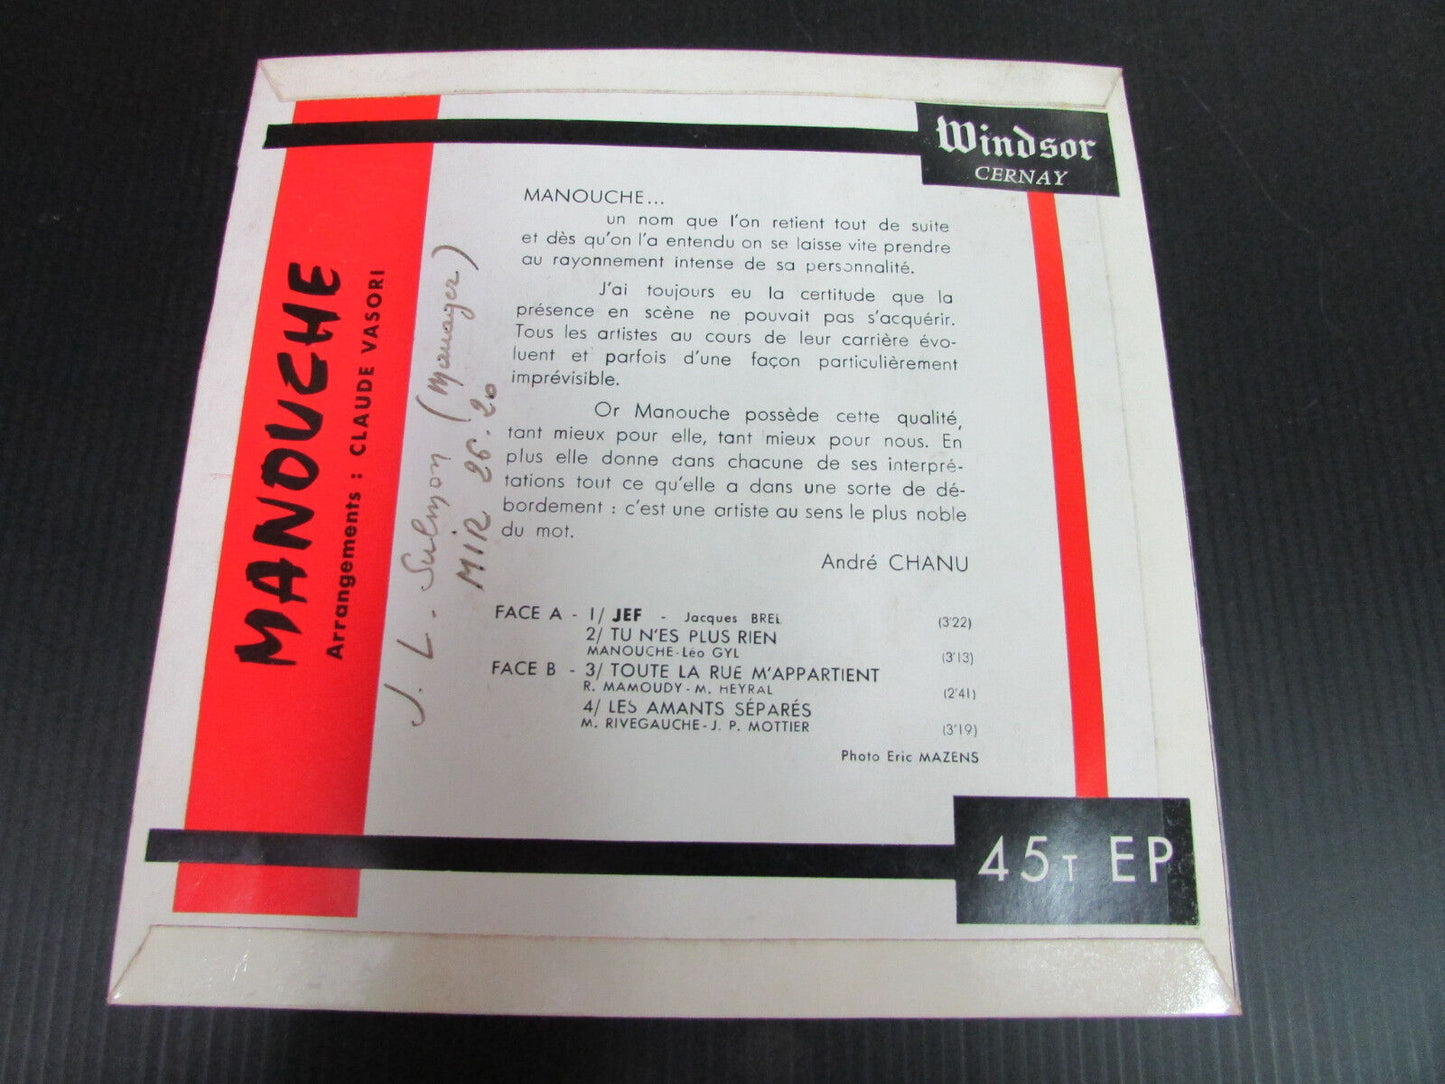 Windsor
CERNAY
MANOUCHE
Arrangements : CLAUDE VASORI
J. L. Salmon (Manager)
MIR 26.20
MANOUCHE...
un nom que l'on retient tout de suite
et dès qu'on l'a entendu on se laisse vite prendre
au rayonnement intense de sa personnalité.
J'ai toujours eu la certitude que la
présence en scène ne pouvait pas s'acquérir.
Tous les artistes au cours de leur carrière évo-
luent et parfois d'une façon particulièrement
imprévisible.
Or Manouche possède cette qualité,
tant mieux pour elle, tant mieux pour nous. En
plus elle donne dans chacune de ses interpré-
tations tout ce qu'elle a dans une sorte de dé-
bordement : c'est une artiste au sens le plus noble
du mot.
André CHANU
FACE A - 1/ JEF - Jacques BREL (3'22)
2/ TU N'ES PLUS RIEN
MANOUCHE-Léo GYL (3'13)
FACE B - 3/ TOUTE LA RUE M'APPARTIENT
R. MAMOUDY - M. HEYRAL (2'41)
4/ LES AMANTS SÉPARÉS
M. RIVEGAUCHE - J. P. MOTTIER (3'19)
Photo Eric MAZENS
45T EP